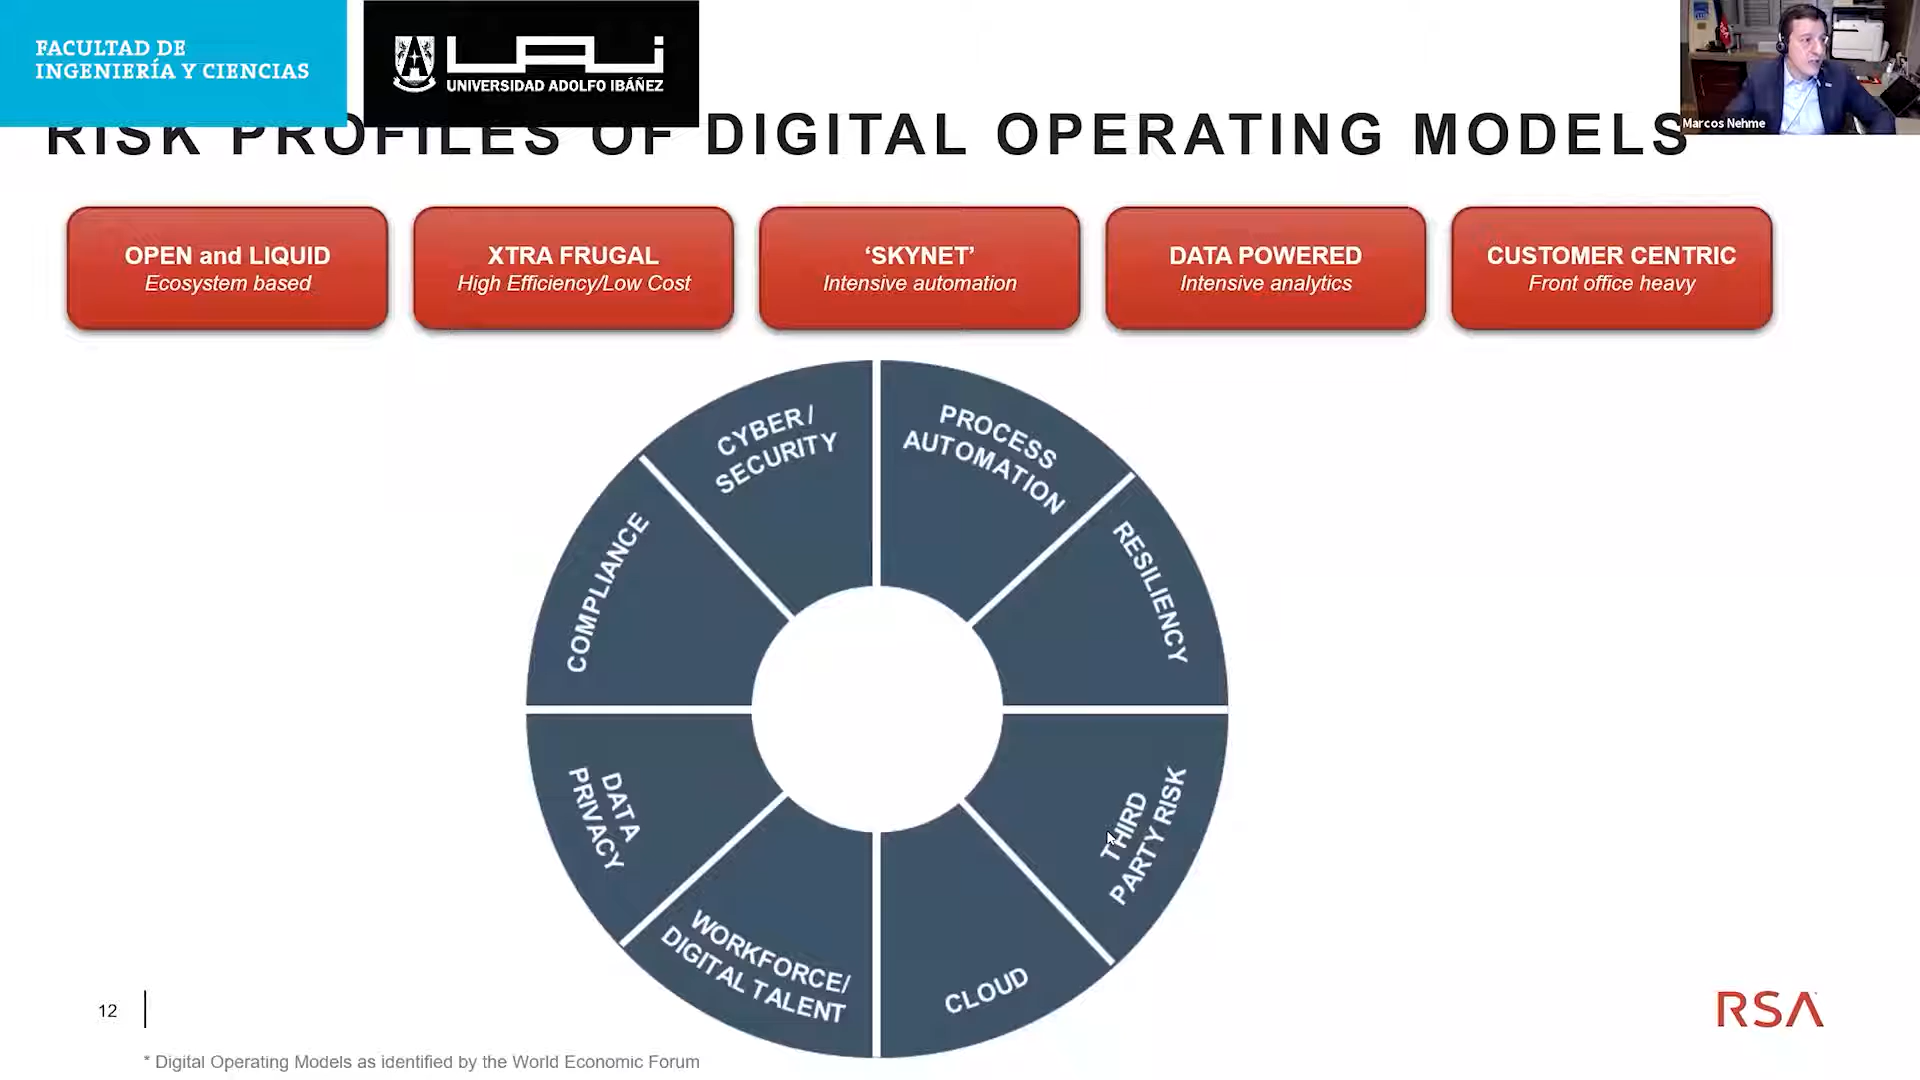 FACULTAD DE
INGENIERÍA Y CIENCIAS
UNIVERSIDAD ADOLFO IBÁÑEZ
Marcos Nehme
RISK PROFILES OF DIGITAL OPERATING MODELS
OPEN and LIQUID
Ecosystem based
XTRA FRUGAL
High Efficiency/Low Cost
‘SKYNET’
Intensive automation
DATA POWERED
Intensive analytics
CUSTOMER CENTRIC
Front office heavy
CYBER/
SECURITY
PROCESS
AUTOMATION
COMPLIANCE
RESILIENCY
DATA
PRIVACY
THIRD
PARTY RISK
WORKFORCE/
DIGITAL TALENT
CLOUD
12
RSA
* Digital Operating Models as identified by the World Economic Forum